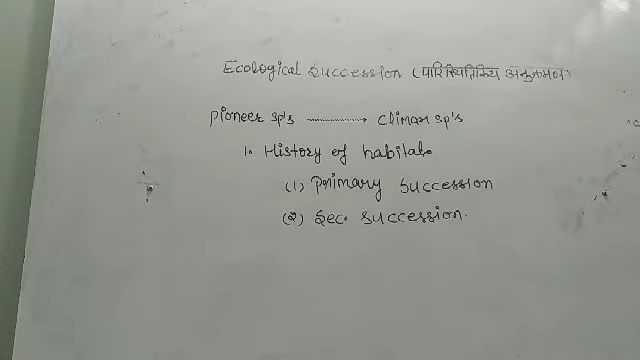 Ecological Succession (पारिस्थितिकीय अनुक्रमण)
Pioneer sp's ............→ Climax sp's
1. History of habitat.
(1) Primary Succession
(2) Sec. Succession.